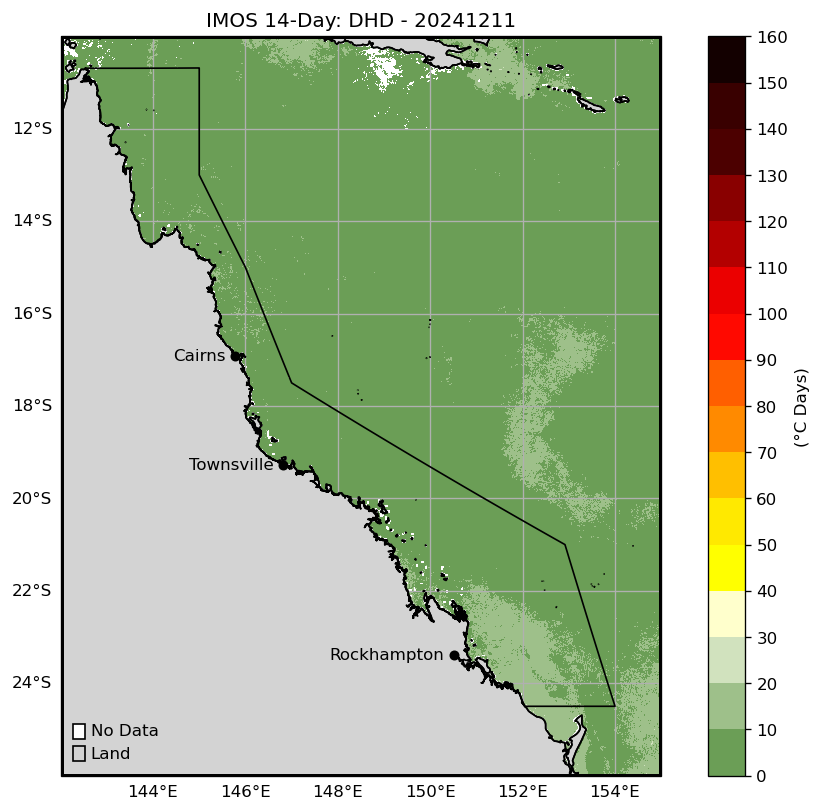 IMOS 14-Day: DHD - 20241211
12°S
14°S
16°S
18°S
20°S
22°S
24°S
Cairns
Townsville
Rockhampton
No Data
Land
144°E 146°E 148°E 150°E 152°E 154°E
160
150
140
130
120
110
100
90
80
70
60
50
40
30
20
10
0
(°C Days)